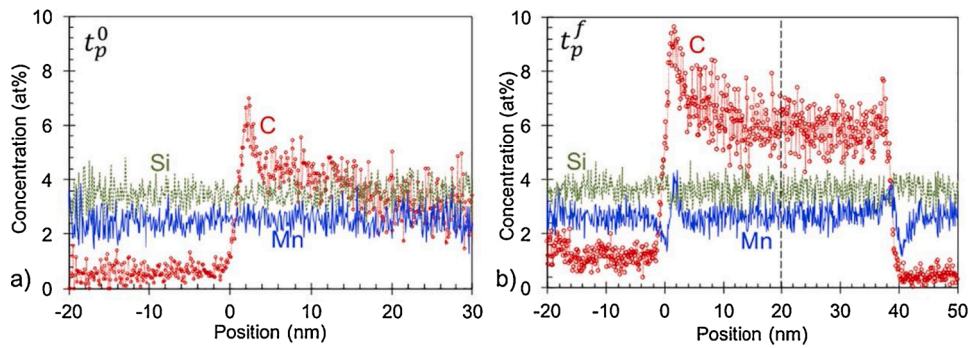 Concentration (at%)
10
8
6
4
2
0
t_p^0
C
Si
Mn
a)
-20
-10
0
10
20
30
Position (nm)
Concentration (at%)
10
8
6
4
2
0
t_p^f
C
Si
Mn
b)
-20
-10
0
10
20
30
40
50
Position (nm)